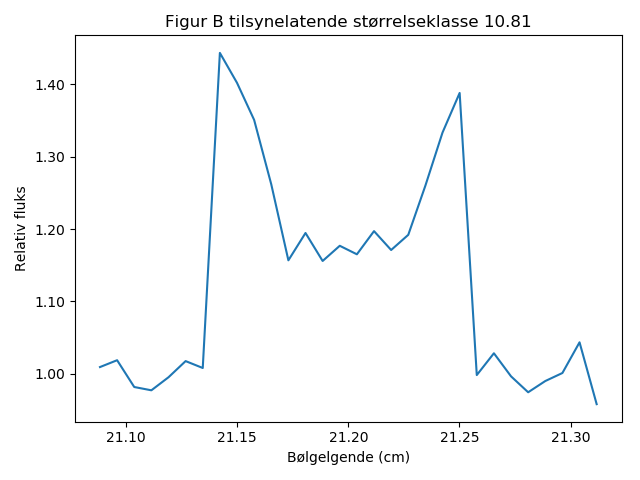 Figur B tilsynelatende størrelseklasse 10.81
Relativ fluks
1.40
1.30
1.20
1.10
1.00
21.10 21.15 21.20 21.25 21.30
Bølgelgende (cm)